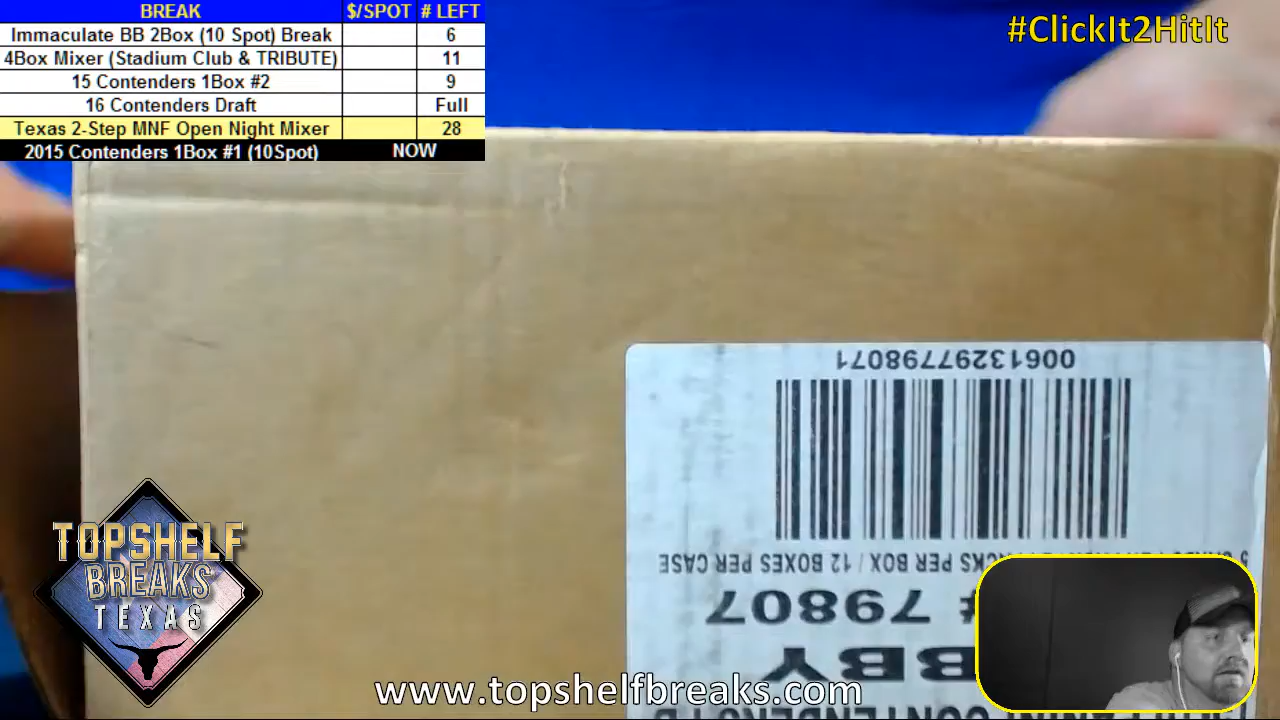 BREAK $/SPOT # LEFT
Immaculate BB 2Box (10 Spot) Break 6
4Box Mixer (Stadium Club & TRIBUTE) 11
15 Contenders 1Box #2 9
16 Contenders Draft Full
Texas 2-Step MNF Open Night Mixer 28
2015 Contenders 1Box #1 (10Spot) NOW
#ClickIt2HitIt
00613297798071
PER BOX / 12 BOXES PER CASE
# 79807
TOPSHELF
BREAKS
TEXAS
www.topshelfbreaks.com